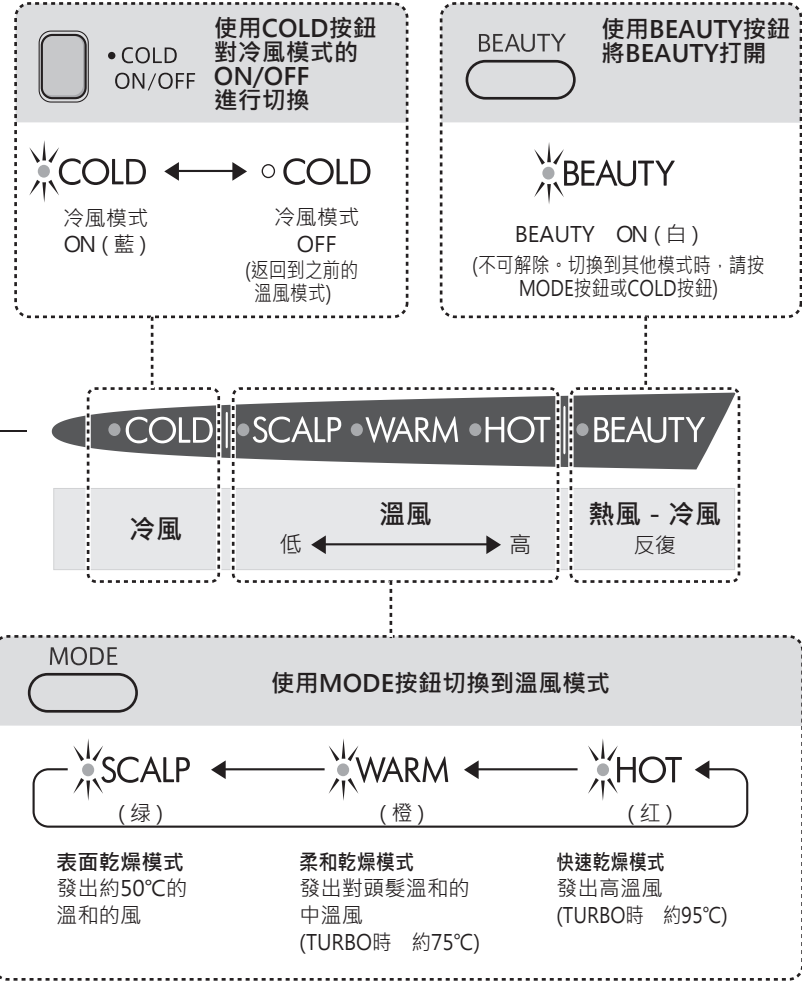 • COLD
ON/OFF
使用COLD按鈕
對冷風模式的
ON/OFF
進行切換
COLD ○ COLD
冷風模式
ON ( 藍 )
冷風模式
OFF
(返回到之前的
溫風模式)
BEAUTY
使用BEAUTY按鈕
將BEAUTY打開
BEAUTY
BEAUTY ON ( 白 )
(不可解除。切換到其他模式時,請按
MODE按鈕或COLD按鈕)
•COLD •SCALP •WARM •HOT •BEAUTY
冷風
溫風
低 高
熱風 - 冷風
反復
MODE
使用MODE按鈕切換到溫風模式
SCALP WARM HOT
( 绿 ) ( 橙 ) ( 红 )
表面乾燥模式
發出約50℃的
溫和的風
柔和乾燥模式
發出對頭髮溫和的
中溫風
(TURBO時 約75℃)
快速乾燥模式
發出高溫風
(TURBO時 約95℃)